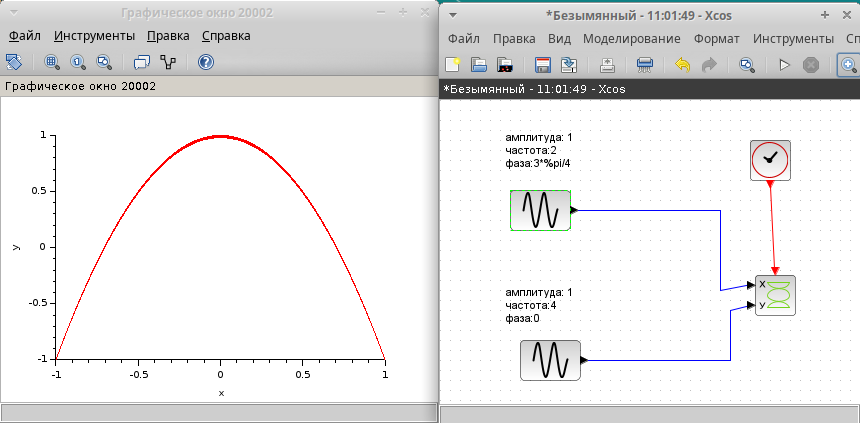 Графическое окно 20002
Файл Инструменты Правка Справка
Графическое окно 20002
1
0.5
0
-0.5
-1
y
-1 -0.5 0 0.5 1
x
*Безымянный - 11:01:49 - Xcos
Файл Правка Вид Моделирование Формат Инструменты Сп
*Безымянный - 11:01:49 - Xcos
амплитуда: 1
частота:2
фаза:3*%pi/4
амплитуда: 1
частота:4
фаза:0
X
У